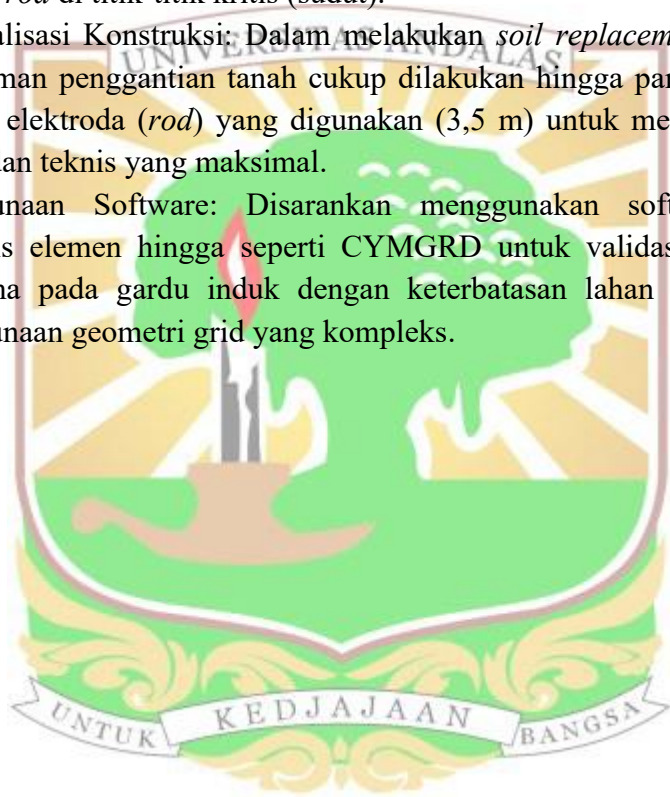 rod di titik-titik kritis (sudut).
alisasi Konstruksi: Dalam melakukan soil replacem
UNIVERSITAS ANDALAS
man penggantian tanah cukup dilakukan hingga pa
elektroda (rod) yang digunakan (3,5 m) untuk me
an teknis yang maksimal.
unaan Software: Disarankan menggunakan soft
is elemen hingga seperti CYMGRD untuk validas
na pada gardu induk dengan keterbatasan lahan
unaan geometri grid yang kompleks.
UNTUK KEDJAJAAN BANGSA